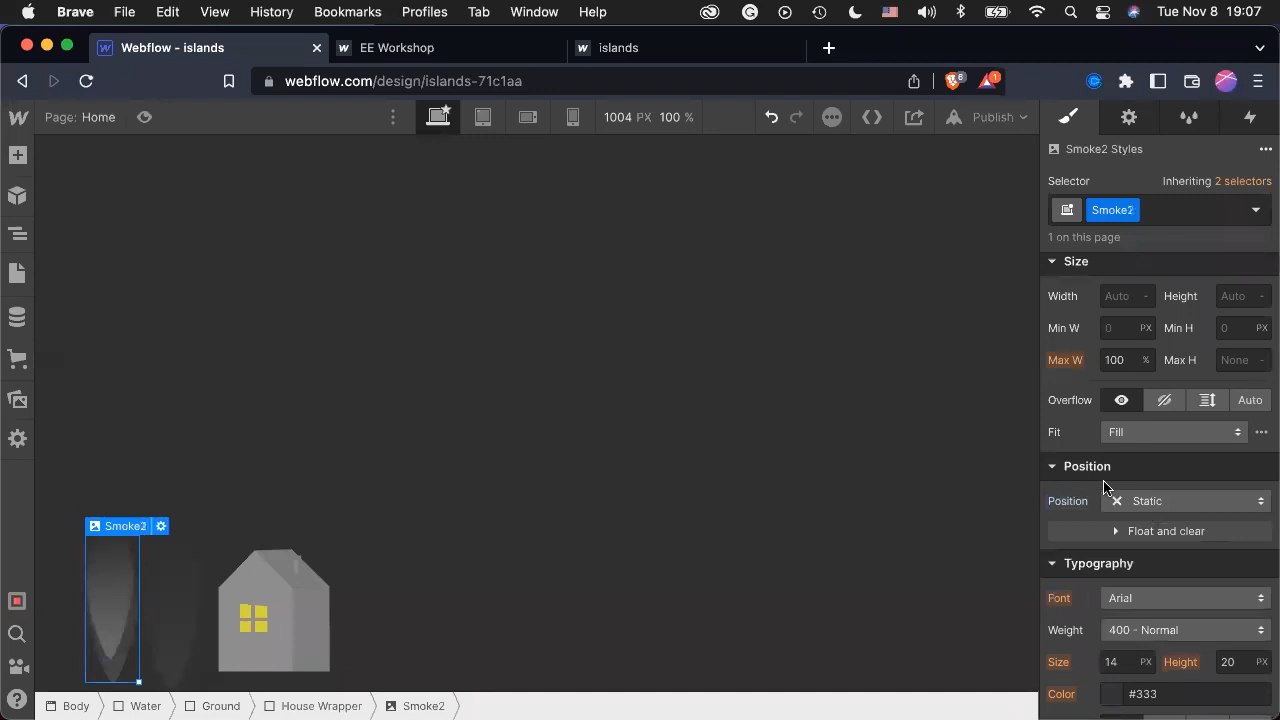 Brave File Edit View History Bookmarks Profiles Tab Window Help Tue Nov 8 19:07
Webflow - islands EE Workshop islands
webflow.com/design/islands-71c1aa 6 1
Page: Home 1004 PX 100 % Publish
Smoke2 Styles
Selector Inheriting 2 selectors
Smoke2
1 on this page
Size
Width Auto - Height Auto -
Min W 0 PX Min H 0 PX
Max W 100 % Max H None -
Overflow Auto
Fit Fill
Position
Position Static
Float and clear
Typography
Font Arial
Weight 400 - Normal
Size 14 PX Height 20 PX
Color #333
Smoke2
Body Water Ground House Wrapper Smoke2